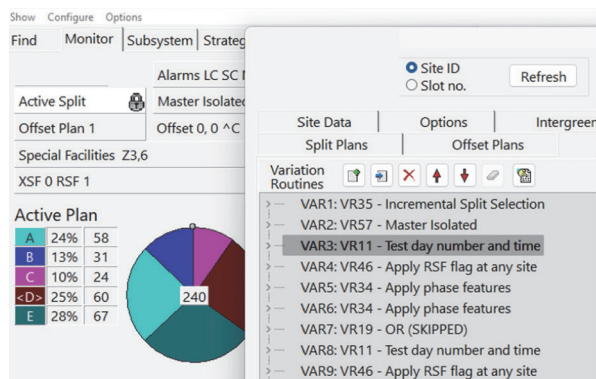 Show Configure Options
Find Monitor Subsystem
Alarms LC SC
Active Split Master Isolated
Offset Plan 1 Offset 0, 0 ^C
Special Facilities Z3,6
XSF 0 RSF 1
Active Plan
A 24% 58
B 13% 31
C 10% 24
<D> 25% 60
E 28% 67
240
Site ID
Slot no.
Refresh
Site Data Options
Split Plans Offset Plans
Variation
Routines
VAR1: VR35 - Incremental Split Selection
VAR2: VR57 - Master Isolated
VAR3: VR11 - Test day number and time
VAR4: VR46 - Apply RSF flag at any site
VAR5: VR34 - Apply phase features
VAR6: VR34 - Apply phase features
VAR7: VR19 - OR (SKIPPED)
VAR8: VR11 - Test day number and time
VAR9: VR46 - Apply RSF flag at any site